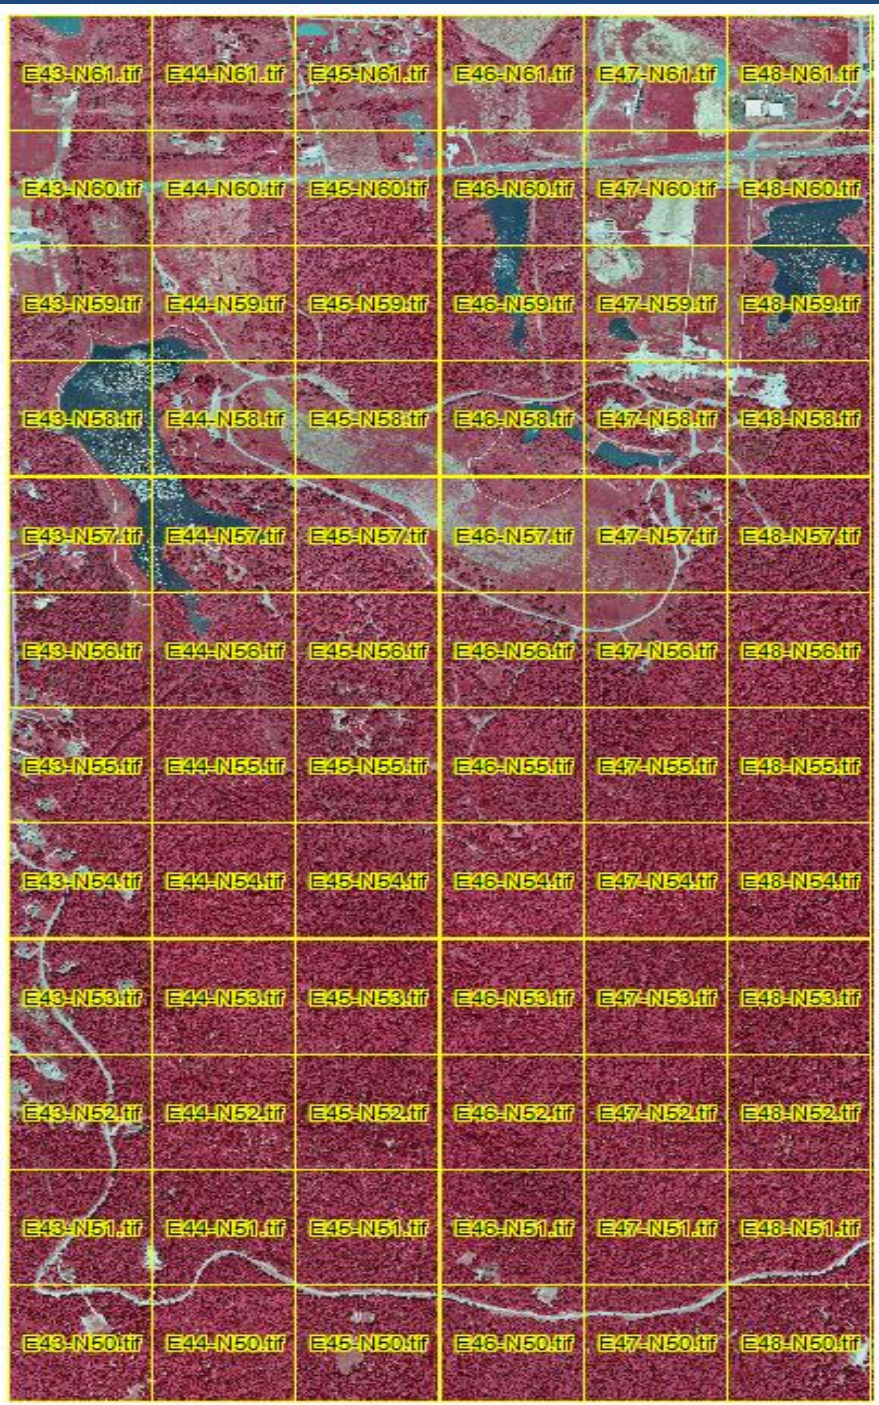 E43-N61.tif E44-N61.tif E45-N61.tif E46-N61.tif E47-N61.tif E48-N61.tif
E43-N60.tif E44-N60.tif E45-N60.tif E46-N60.tif E47-N60.tif E48-N60.tif
E43-N59.tif E44-N59.tif E45-N59.tif E46-N59.tif E47-N59.tif E48-N59.tif
E43-N58.tif E44-N58.tif E45-N58.tif E46-N58.tif E47-N58.tif E48-N58.tif
E43-N57.tif E44-N57.tif E45-N57.tif E46-N57.tif E47-N57.tif E48-N57.tif
E43-N56.tif E44-N56.tif E45-N56.tif E46-N56.tif E47-N56.tif E48-N56.tif
E43-N55.tif E44-N55.tif E45-N55.tif E46-N55.tif E47-N55.tif E48-N55.tif
E43-N54.tif E44-N54.tif E45-N54.tif E46-N54.tif E47-N54.tif E48-N54.tif
E43-N53.tif E44-N53.tif E45-N53.tif E46-N53.tif E47-N53.tif E48-N53.tif
E43-N52.tif E44-N52.tif E45-N52.tif E46-N52.tif E47-N52.tif E48-N52.tif
E43-N51.tif E44-N51.tif E45-N51.tif E46-N51.tif E47-N51.tif E48-N51.tif
E43-N50.tif E44-N50.tif E45-N50.tif E46-N50.tif E47-N50.tif E48-N50.tif